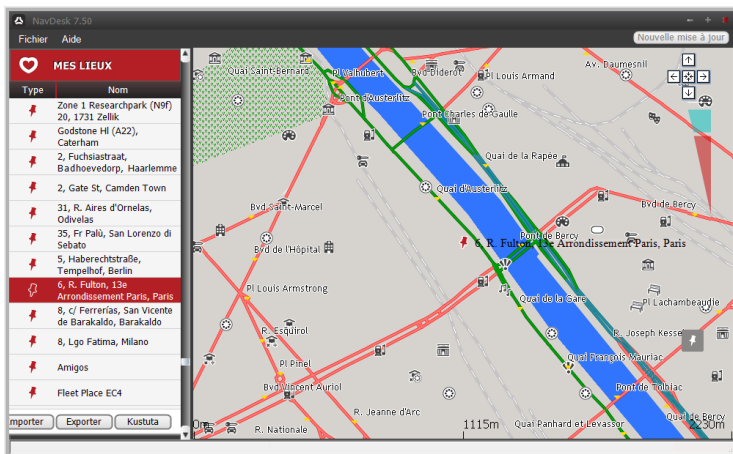 NavDesk 7.50
Fichier Aide
Nouvelle mise à jour
MES LIEUX
Type Nom
Zone 1 Researchpark (N9f)
20, 1731 Zellik
Godstone Hl (A22),
Caterham
2, Fuchsiastraat,
Badhoevedorp, Haarlemme
2, Gate St, Camden Town
31, R. Aires d'Ornelas,
Odivelas
35, Fr Palù, San Lorenzo di
Sebato
5, Haberechtstraße,
Tempelhof, Berlin
6, R. Fulton, 13e
Arrondissement Paris, Paris
8, c/ Ferrerías, San Vicente
de Barakaldo, Barakaldo
8, Lgo Fatima, Milano
Amigos
Fleet Place EC4
mporter Exporter Kustuta
Quai Saint-Bernard
Pl Valhubert
Bvd Diderot
Pl Louis Armand
Av. Daumesnil
Pont d'Austerlitz
Pont Charles de Gaulle
Quai de la Rapée
Quai d'Austerlitz
Bvd Saint-Marcel
Bvd de Bercy
Pont de Bercy
6, R. Fulton, 13e Arrondissement Paris, Paris
Bvd de l'Hôpital
Pl Louis Armstrong
Quai de la Gare
Pl Lachambeaudie
R. Esquirol
R. Joseph Kessel
Pl Pinel
Quai François Mauriac
Bvd Vincent Auriol
Pont de Tolbiac
R. Jeanne d'Arc
Quai de Bercy
R. Nationale
Quai Panhard et Levassor
0m 1115m 2230m